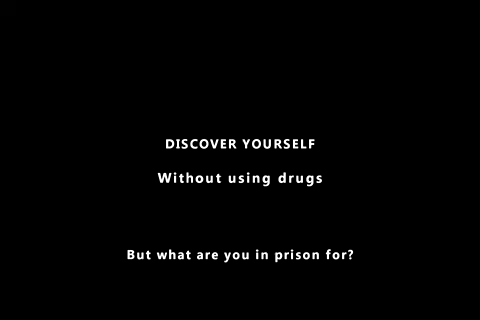 DISCOVER YOURSELF
Without using drugs
But what are you in prison for?